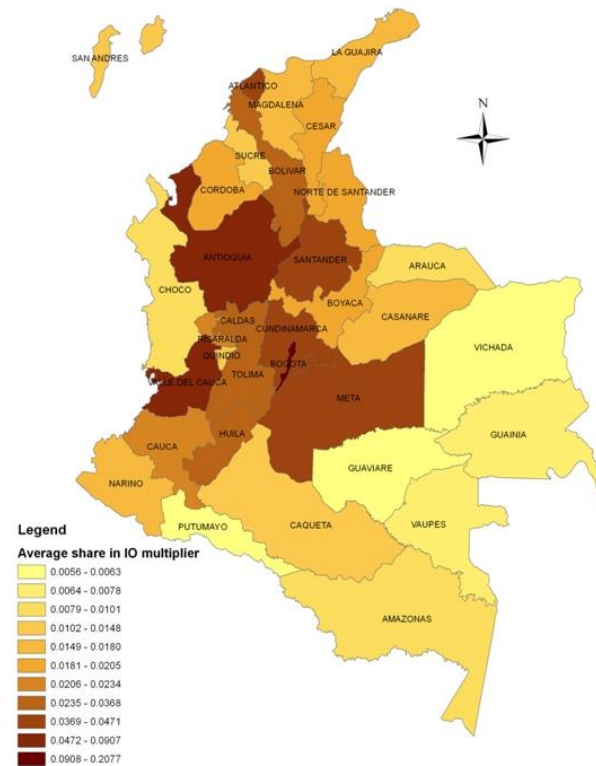 LA GUAJIRA
SAN ANDRES
ATLANTICO
MAGDALENA
N
CESAR
SUCRE
BOLIVAR
CORDOBA
NORTE DE SANTANDER
ANTIOQUIA
SANTANDER
ARAUCA
CHOCO
BOYACA
CASANARE
CALDAS
CUNDINAMARCA
VICHADA
RISARALDA
QUINDIO
BOGOTA
TOLIMA
VALLE DEL CAUCA
META
GUAINIA
HUILA
CAUCA
GUAVIARE
NARINO
VAUPES
PUTUMAYO
CAQUETA
AMAZONAS
Legend
Average share in IO multiplier
0.0056 - 0.0063
0.0064 - 0.0078
0.0079 - 0.0101
0.0102 - 0.0148
0.0149 - 0.0180
0.0181 - 0.0205
0.0206 - 0.0234
0.0235 - 0.0368
0.0369 - 0.0471
0.0472 - 0.0907
0.0908 - 0.2077